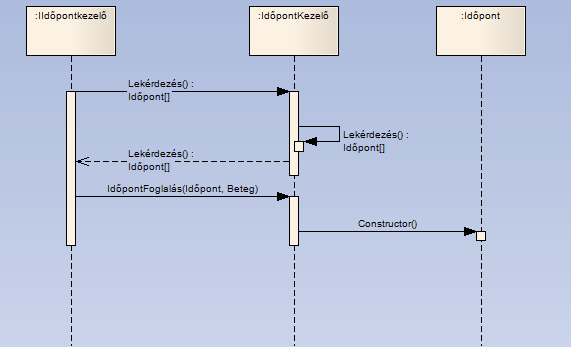 :IIdőpontkezelő
:IdőpontKezelő
:Időpont
Lekérdezés() :
Időpont[]
Lekérdezés() :
Időpont[]
Lekérdezés() :
Időpont[]
IdőpontFoglalás(Időpont, Beteg)
Constructor()